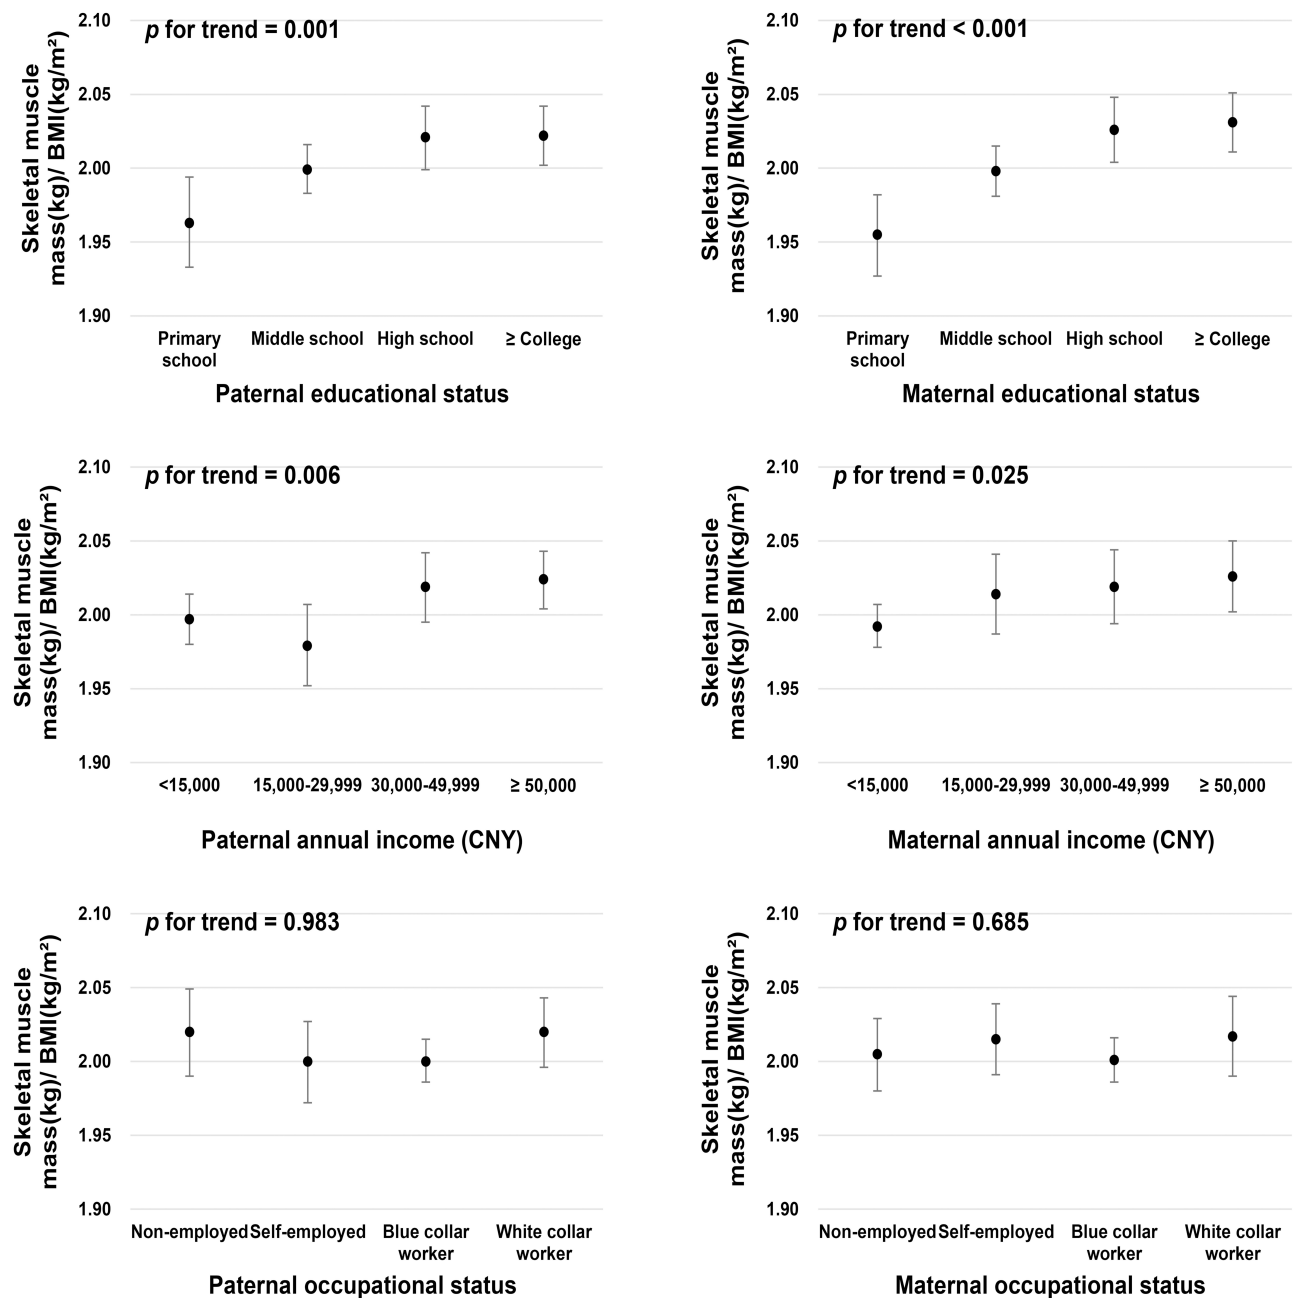 p for trend = 0.001
Skeletal muscle
mass(kg)/ BMI(kg/m²)
2.10
2.05
2.00
1.95
1.90
Primary
school
Middle school
High school
≥ College
Paternal educational status
p for trend < 0.001
Skeletal muscle
mass(kg)/ BMI(kg/m²)
2.10
2.05
2.00
1.95
1.90
Primary
school
Middle school
High school
≥ College
Maternal educational status
p for trend = 0.006
Skeletal muscle
mass(kg)/ BMI(kg/m²)
2.10
2.05
2.00
1.95
1.90
<15,000
15,000-29,999
30,000-49,999
≥ 50,000
Paternal annual income (CNY)
p for trend = 0.025
Skeletal muscle
mass(kg)/ BMI(kg/m²)
2.10
2.05
2.00
1.95
1.90
<15,000
15,000-29,999
30,000-49,999
≥ 50,000
Maternal annual income (CNY)
p for trend = 0.983
Skeletal muscle
mass(kg)/ BMI(kg/m²)
2.10
2.05
2.00
1.95
1.90
Non-employed
Self-employed
Blue collar
worker
White collar
worker
Paternal occupational status
p for trend = 0.685
Skeletal muscle
mass(kg)/ BMI(kg/m²)
2.10
2.05
2.00
1.95
1.90
Non-employed
Self-employed
Blue collar
worker
White collar
worker
Maternal occupational status